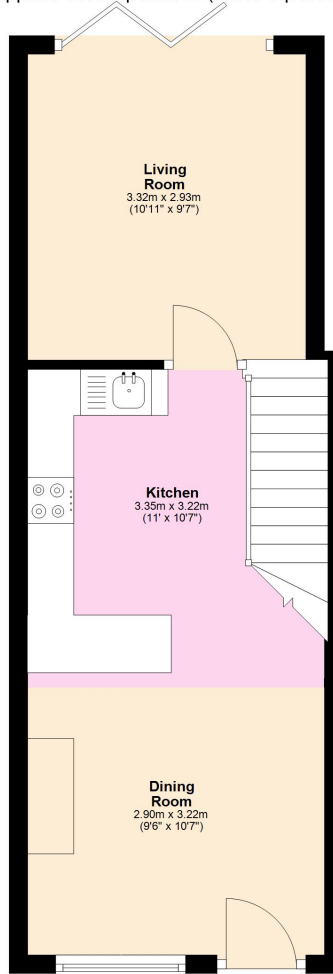 Living
Room
3.32m x 2.93m
(10'11" x 9'7")
Kitchen
3.35m x 3.22m
(11' x 10'7")
Dining
Room
2.90m x 3.22m
(9'6" x 10'7")